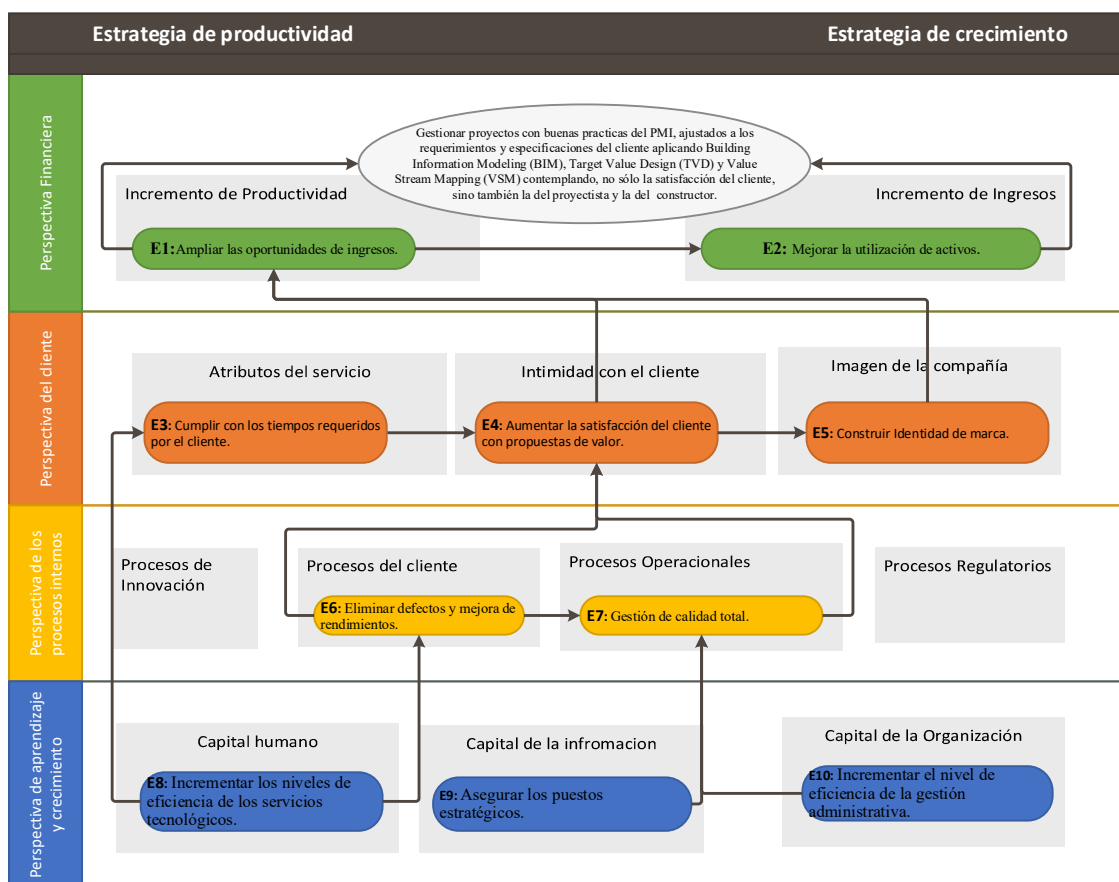 Estrategia de productividad
Estrategia de crecimiento
Perspectiva Financiera
Gestionar proyectos con buenas practicas del PMI, ajustados a los
requerimientos y especificaciones del cliente aplicando Building
Information Modeling (BIM), Target Value Design (TVD) y Value
Stream Mapping (VSM) contemplando, no sólo la satisfacción del cliente,
sino también la del proyectista y la del constructor.
Incremento de Productividad
Incremento de Ingresos
E1: Ampliar las oportunidades de ingresos.
E2: Mejorar la utilización de activos.
Perspectiva del cliente
Atributos del servicio
Intimidad con el cliente
Imagen de la compañía
E3: Cumplir con los tiempos requeridos
por el cliente.
E4: Aumentar la satisfacción del cliente
con propuestas de valor.
E5: Construir Identidad de marca.
Perspectiva de los
procesos internos
Procesos de
Innovación
Procesos del cliente
Procesos Operacionales
Procesos Regulatorios
E6: Eliminar defectos y mejora de
rendimientos.
E7: Gestión de calidad total.
Perspectiva de aprendizaje
y crecimiento
Capital humano
Capital de la infromacion
Capital de la Organización
E8: Incrementar los niveles de
eficiencia de los servicios
tecnológicos.
E9: Asegurar los puestos
estratégicos.
E10: Incrementar el nivel de
eficiencia de la gestión
administrativa.